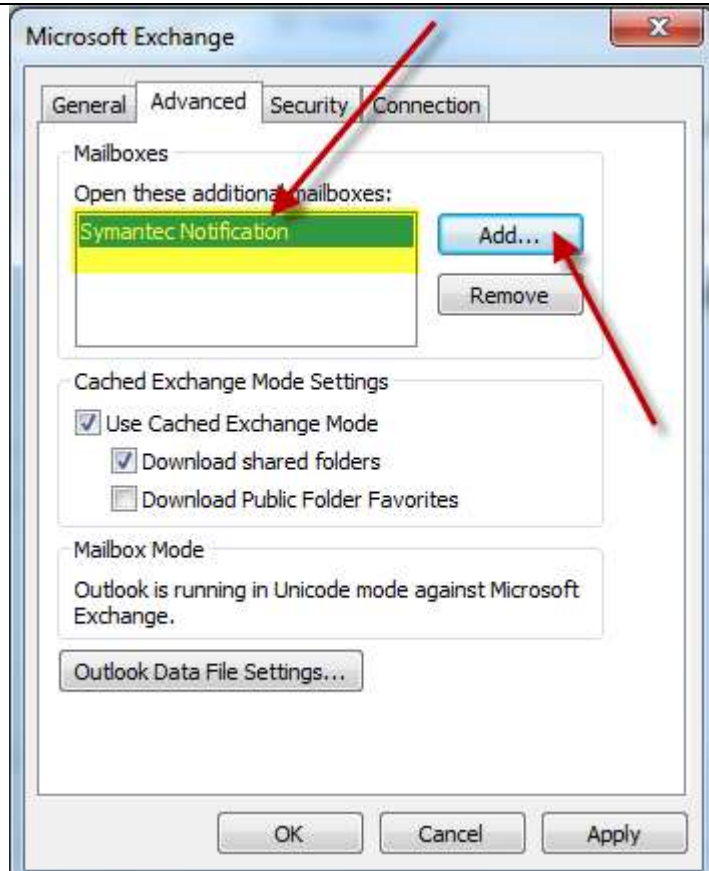 Microsoft Exchange
General Advanced Security Connection
Mailboxes
Open these additional mailboxes:
Symantec Notification
Add...
Remove
Cached Exchange Mode Settings
Use Cached Exchange Mode
Download shared folders
Download Public Folder Favorites
Mailbox Mode
Outlook is running in Unicode mode against Microsoft
Exchange.
Outlook Data File Settings...
OK Cancel Apply